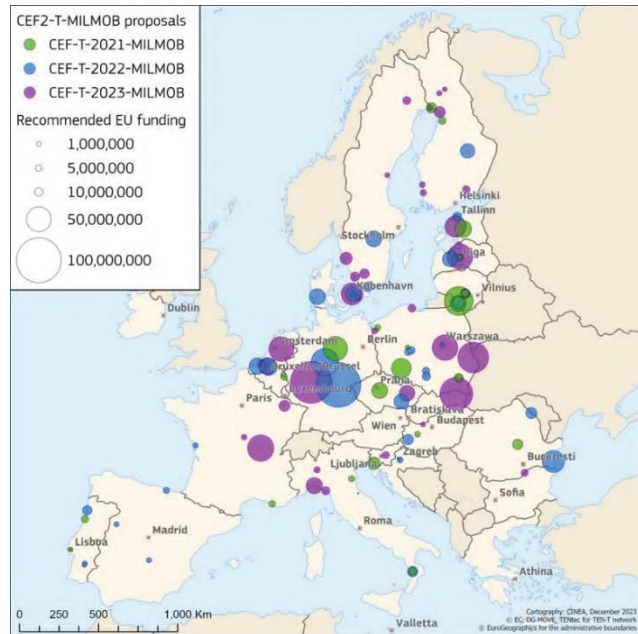 CEF2-T-MILMOB proposals
CEF-T-2021-MILMOB
CEF-T-2022-MILMOB
CEF-T-2023-MILMOB
Recommended EU funding
1,000,000
5,000,000
10,000,000
50,000,000
100,000,000
Helsinki
Tallinn
Stockholm
Riga
København
Vilnius
Dublin
Amsterdam
Berlin
Warszawa
Bruxelles/Brussel
Luxembourg
Praha
Paris
Bratislava
Wien
Budapest
Ljubljana
Zagreb
București
Sofia
Roma
Madrid
Lisboa
Athina
Valletta
0 250 500 1,000 Km
Cartography: CINEA, December 2023
© EC, DG MOVE, TENtec for TEN-T network
© EuroGeographics for the administrative boundaries